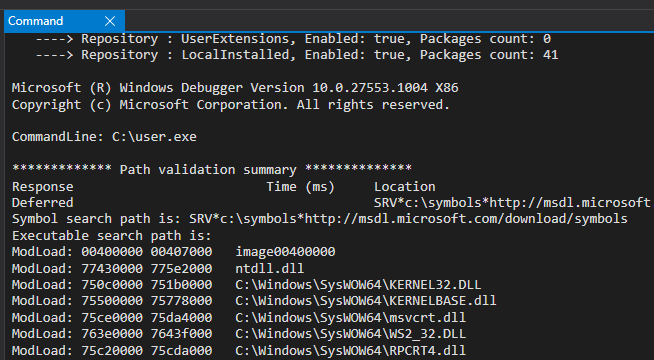 Command ×
----> Repository : UserExtensions, Enabled: true, Packages count: 0
----> Repository : LocalInstalled, Enabled: true, Packages count: 41
Microsoft (R) Windows Debugger Version 10.0.27553.1004 X86
Copyright (c) Microsoft Corporation. All rights reserved.
CommandLine: C:\user.exe
************* Path validation summary **************
Response                         Time (ms)     Location
Deferred                                       SRV*c:\symbols*http://msdl.microsoft
Symbol search path is: SRV*c:\symbols*http://msdl.microsoft.com/download/symbols
Executable search path is:
ModLoad: 00400000 00407000   image00400000
ModLoad: 77430000 775e2000   ntdll.dll
ModLoad: 750c0000 751b0000   C:\Windows\SysWOW64\KERNEL32.DLL
ModLoad: 75500000 75778000   C:\Windows\SysWOW64\KERNELBASE.dll
ModLoad: 75ce0000 75da4000   C:\Windows\SysWOW64\msvcrt.dll
ModLoad: 763e0000 7643f000   C:\Windows\SysWOW64\WS2_32.DLL
ModLoad: 75c20000 75cda000   C:\Windows\SysWOW64\RPCRT4.dll